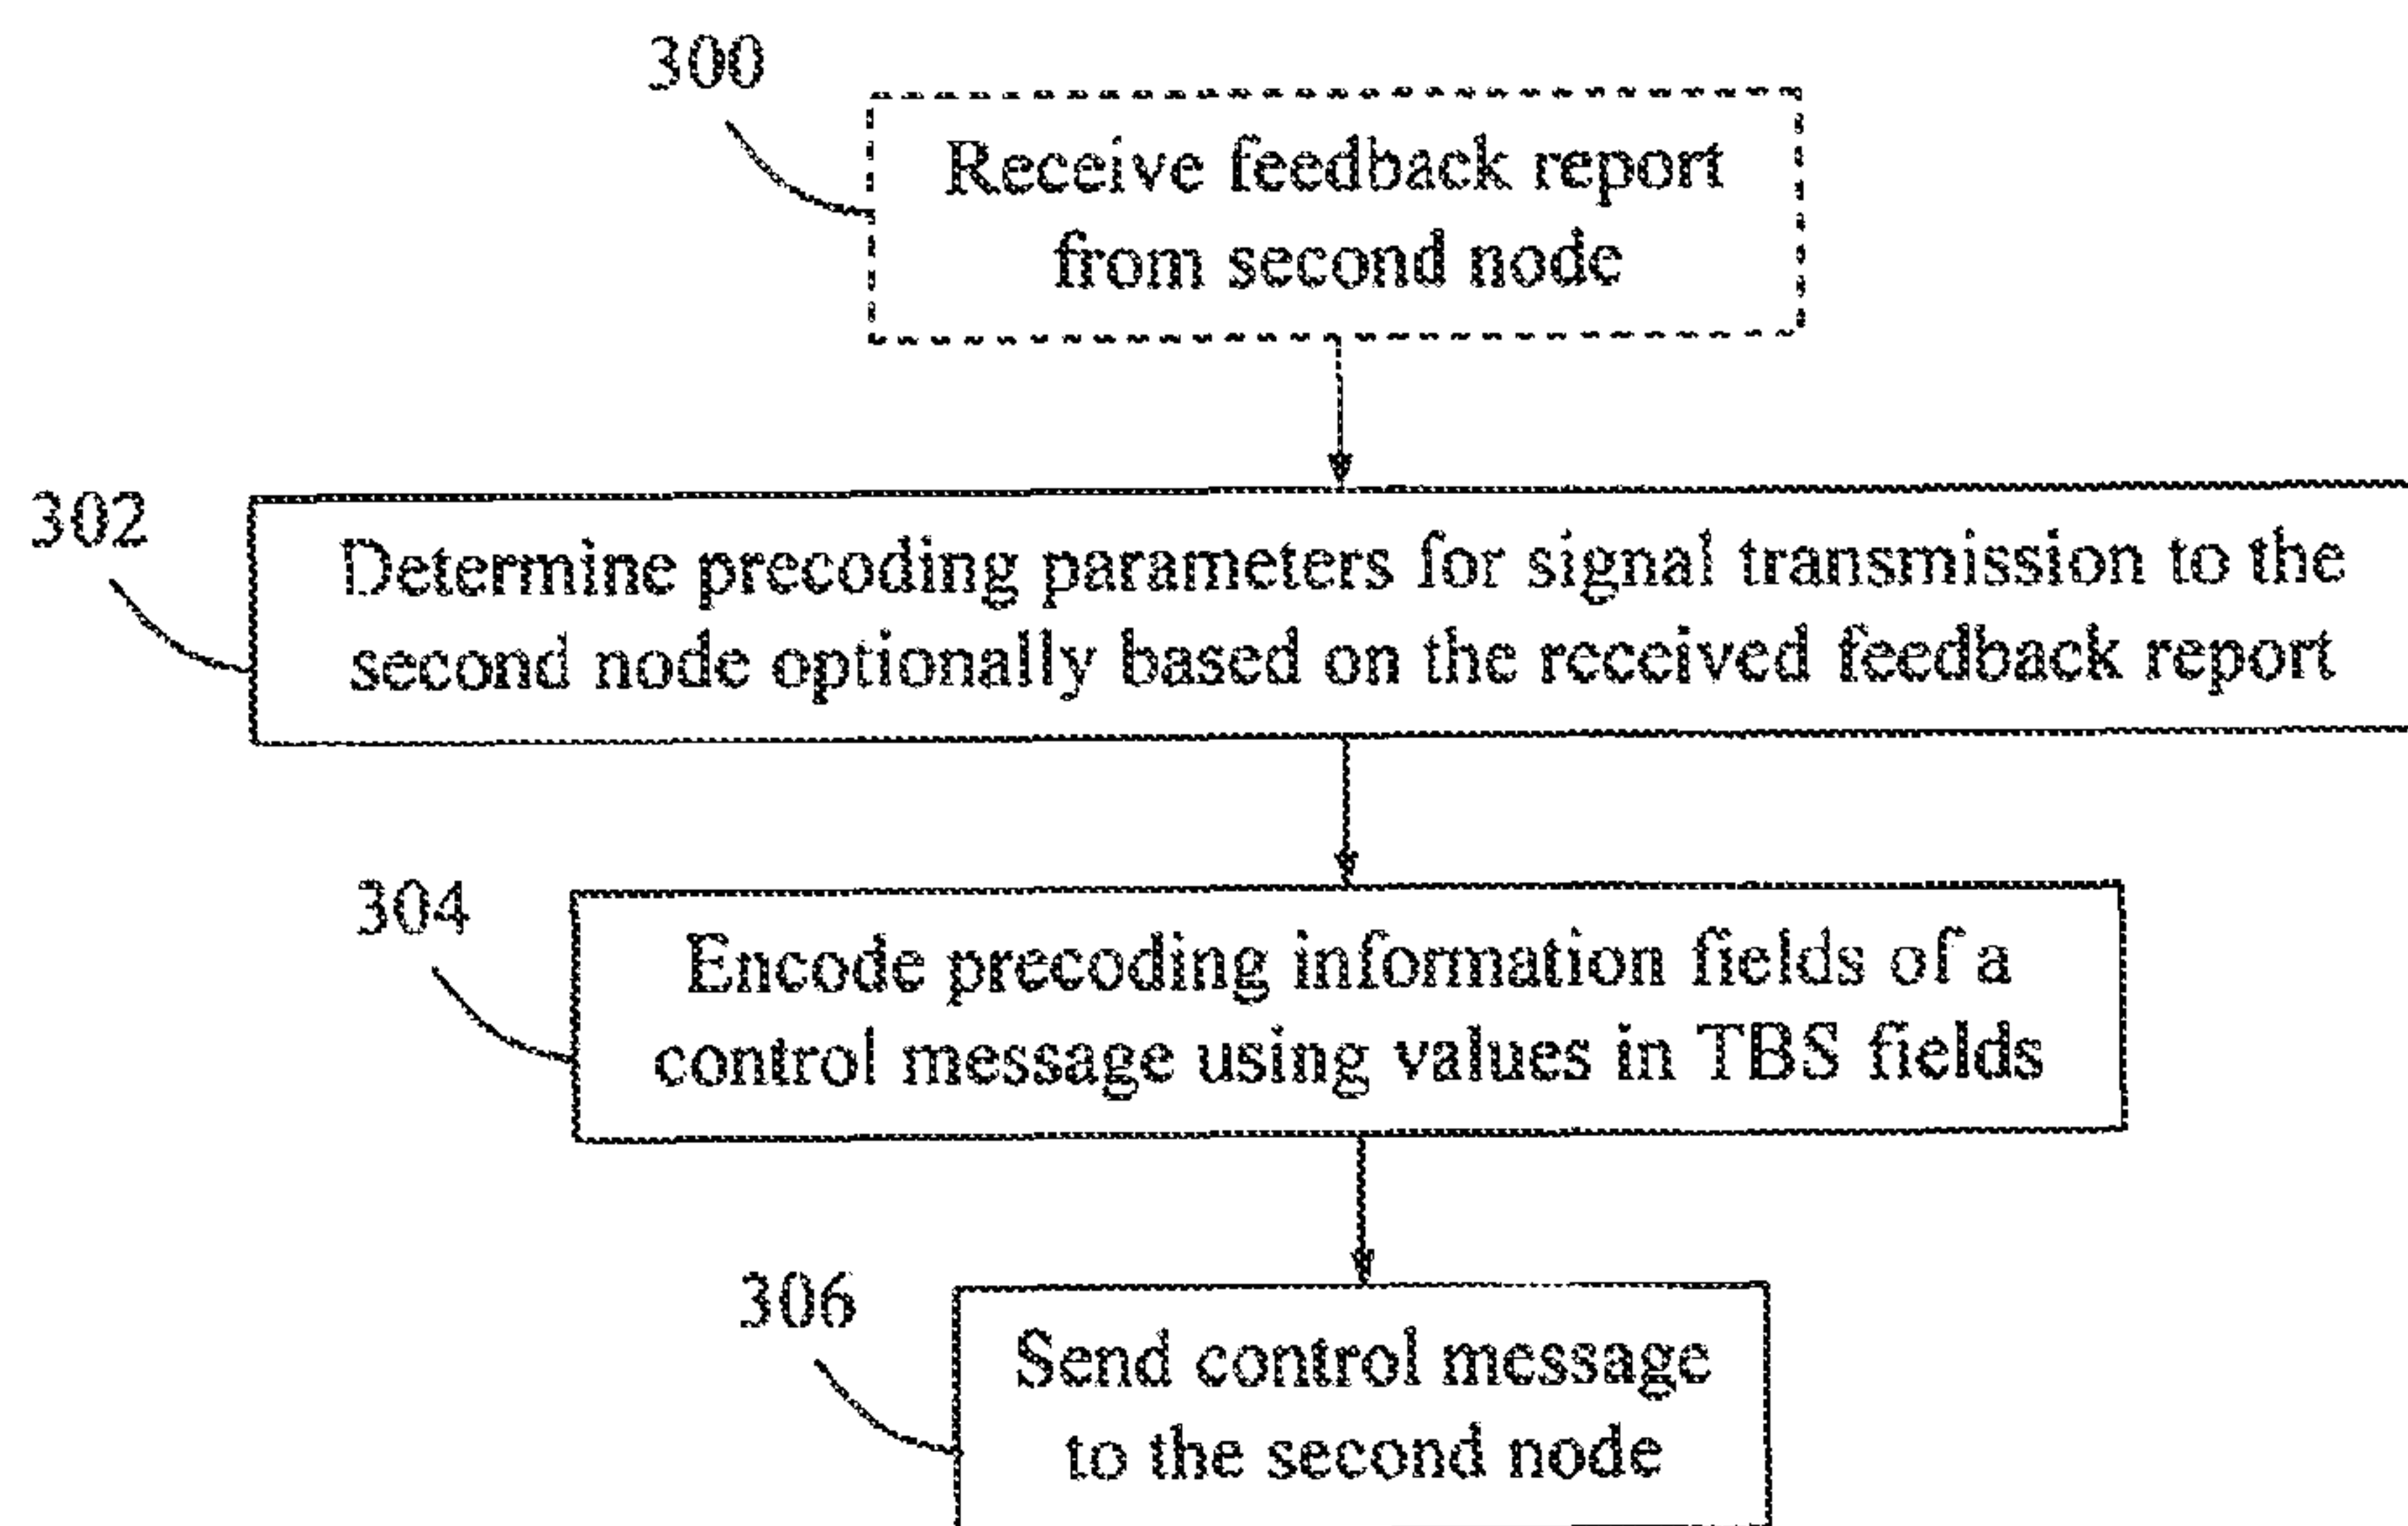 300
Receive feedback report
from second node
302
Determine precoding parameters for signal transmission to the
second node optionally based on the received feedback report
304
Encode precoding information fields of a
control message using values in TBS fields
306
Send control message
to the second node